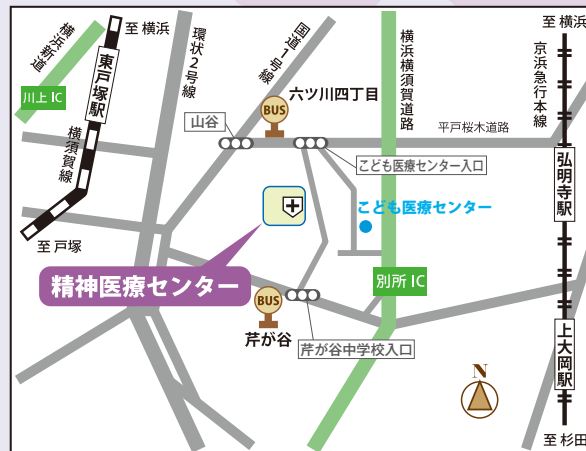 至 横浜
横浜新道
川上 IC
東戸塚駅
横須賀線
至 戸塚
環状2号線
国道1号線
BUS
六ツ川四丁目
山谷
横浜横須賀道路
平戸桜木道路
こども医療センター入口
こども医療センター
精神医療センター
別所 IC
BUS
芹が谷
芹が谷中学校入口
N
至 横浜
京浜急行本線
弘明寺駅
上大岡駅
至 杉田